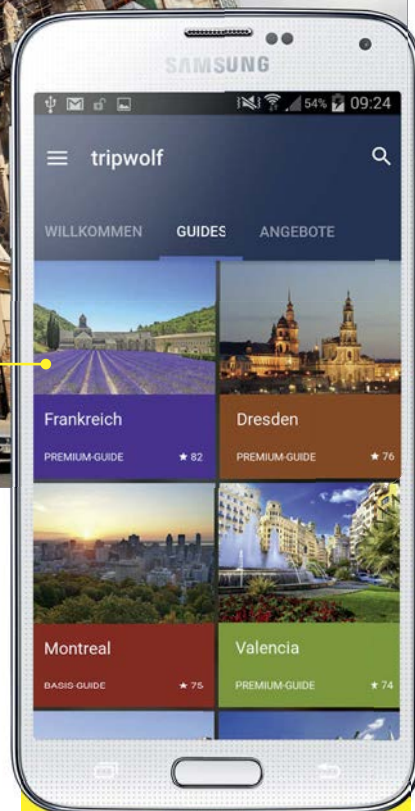 SAMSUNG
54% 09:24
tripwolf
WILLKOMMEN GUIDES ANGEBOTE
Frankreich
PREMIUM-GUIDE ★ 82
Dresden
PREMIUM-GUIDE ★ 76
Montreal
BASIS-GUIDE ★ 75
Valencia
PREMIUM-GUIDE ★ 74